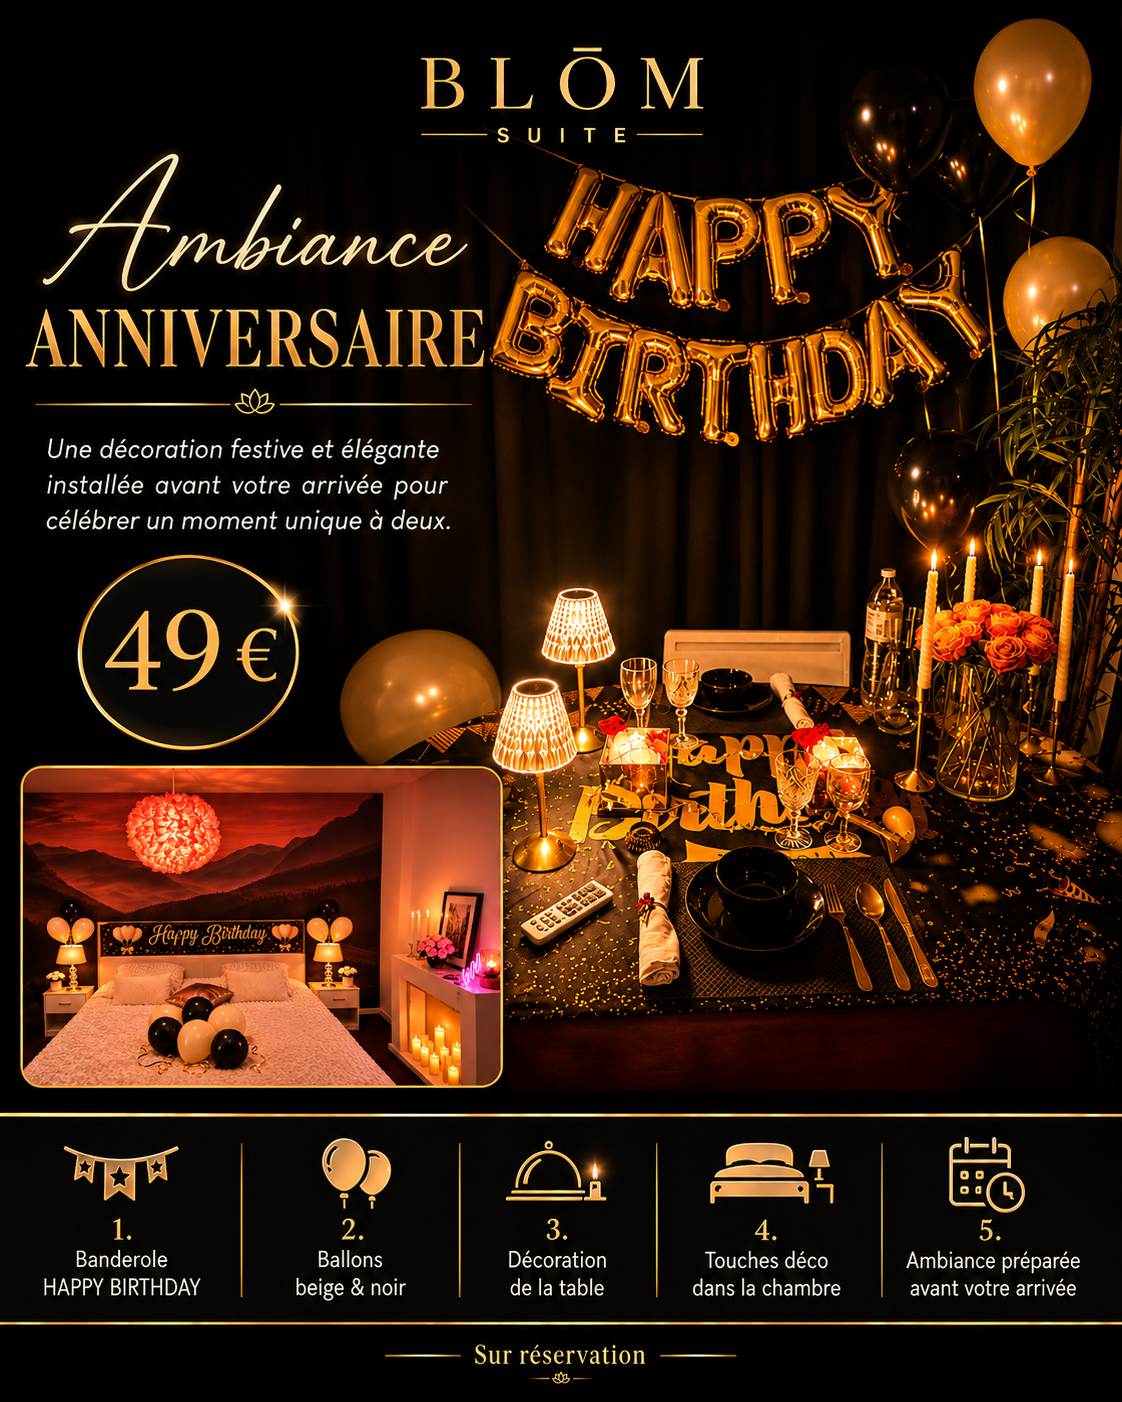 BLŌM
SUITE
Ambiance
ANNIVERSAIRE
Une décoration festive et élégante
installée avant votre arrivée pour
célébrer un moment unique à deux.
49 €
HAPPY
BIRTHDAY
Happy
Birthday
Happy Birthday
1.
Banderole
HAPPY BIRTHDAY
2.
Ballons
beige & noir
3.
Décoration
de la table
4.
Touches déco
dans la chambre
5.
Ambiance préparée
avant votre arrivée
Sur réservation